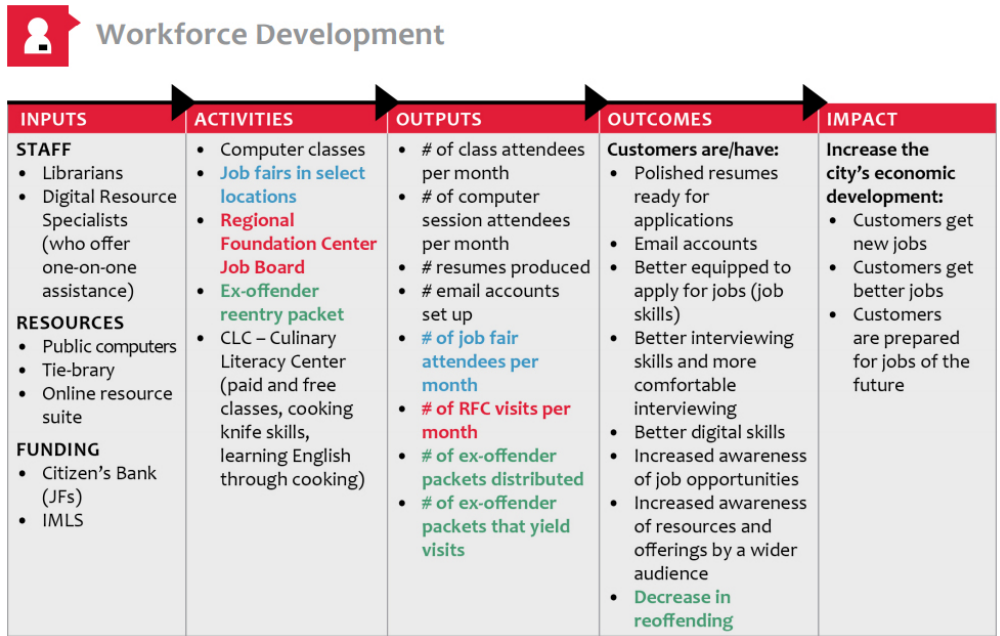 Workforce Development
INPUTS
STAFF
• Librarians
• Digital Resource
Specialists
(who offer
one-on-one
assistance)
RESOURCES
• Public computers
• Tie-brary
• Online resource
suite
FUNDING
• Citizen’s Bank
(JFs)
• IMLS
ACTIVITIES
• Computer classes
• Job fairs in select
locations
• Regional
Foundation Center
Job Board
• Ex-offender
reentry packet
• CLC – Culinary
Literacy Center
(paid and free
classes, cooking
knife skills,
learning English
through cooking)
OUTPUTS
• # of class attendees
per month
• # of computer
session attendees
per month
• # resumes produced
• # email accounts
set up
• # of job fair
attendees per
month
• # of RFC visits per
month
• # of ex-offender
packets distributed
• # of ex-offender
packets that yield
visits
OUTCOMES
Customers are/have:
• Polished resumes
ready for
applications
• Email accounts
• Better equipped to
apply for jobs (job
skills)
• Better interviewing
skills and more
comfortable
interviewing
• Better digital skills
• Increased awareness
of job opportunities
• Increased awareness
of resources and
offerings by a wider
audience
• Decrease in
reoffending
IMPACT
Increase the
city’s economic
development:
• Customers get
new jobs
• Customers get
better jobs
• Customers
are prepared
for jobs of the
future